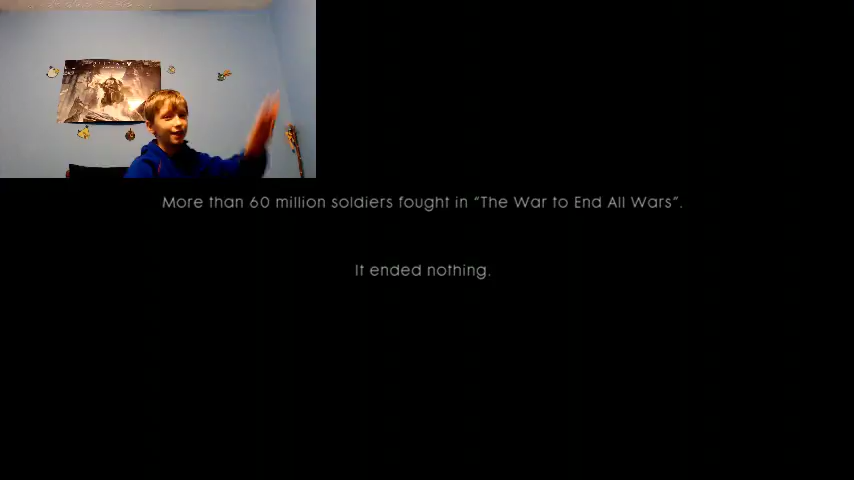 More than 60 million soldiers fought in “The War to End All Wars”.
It ended nothing.